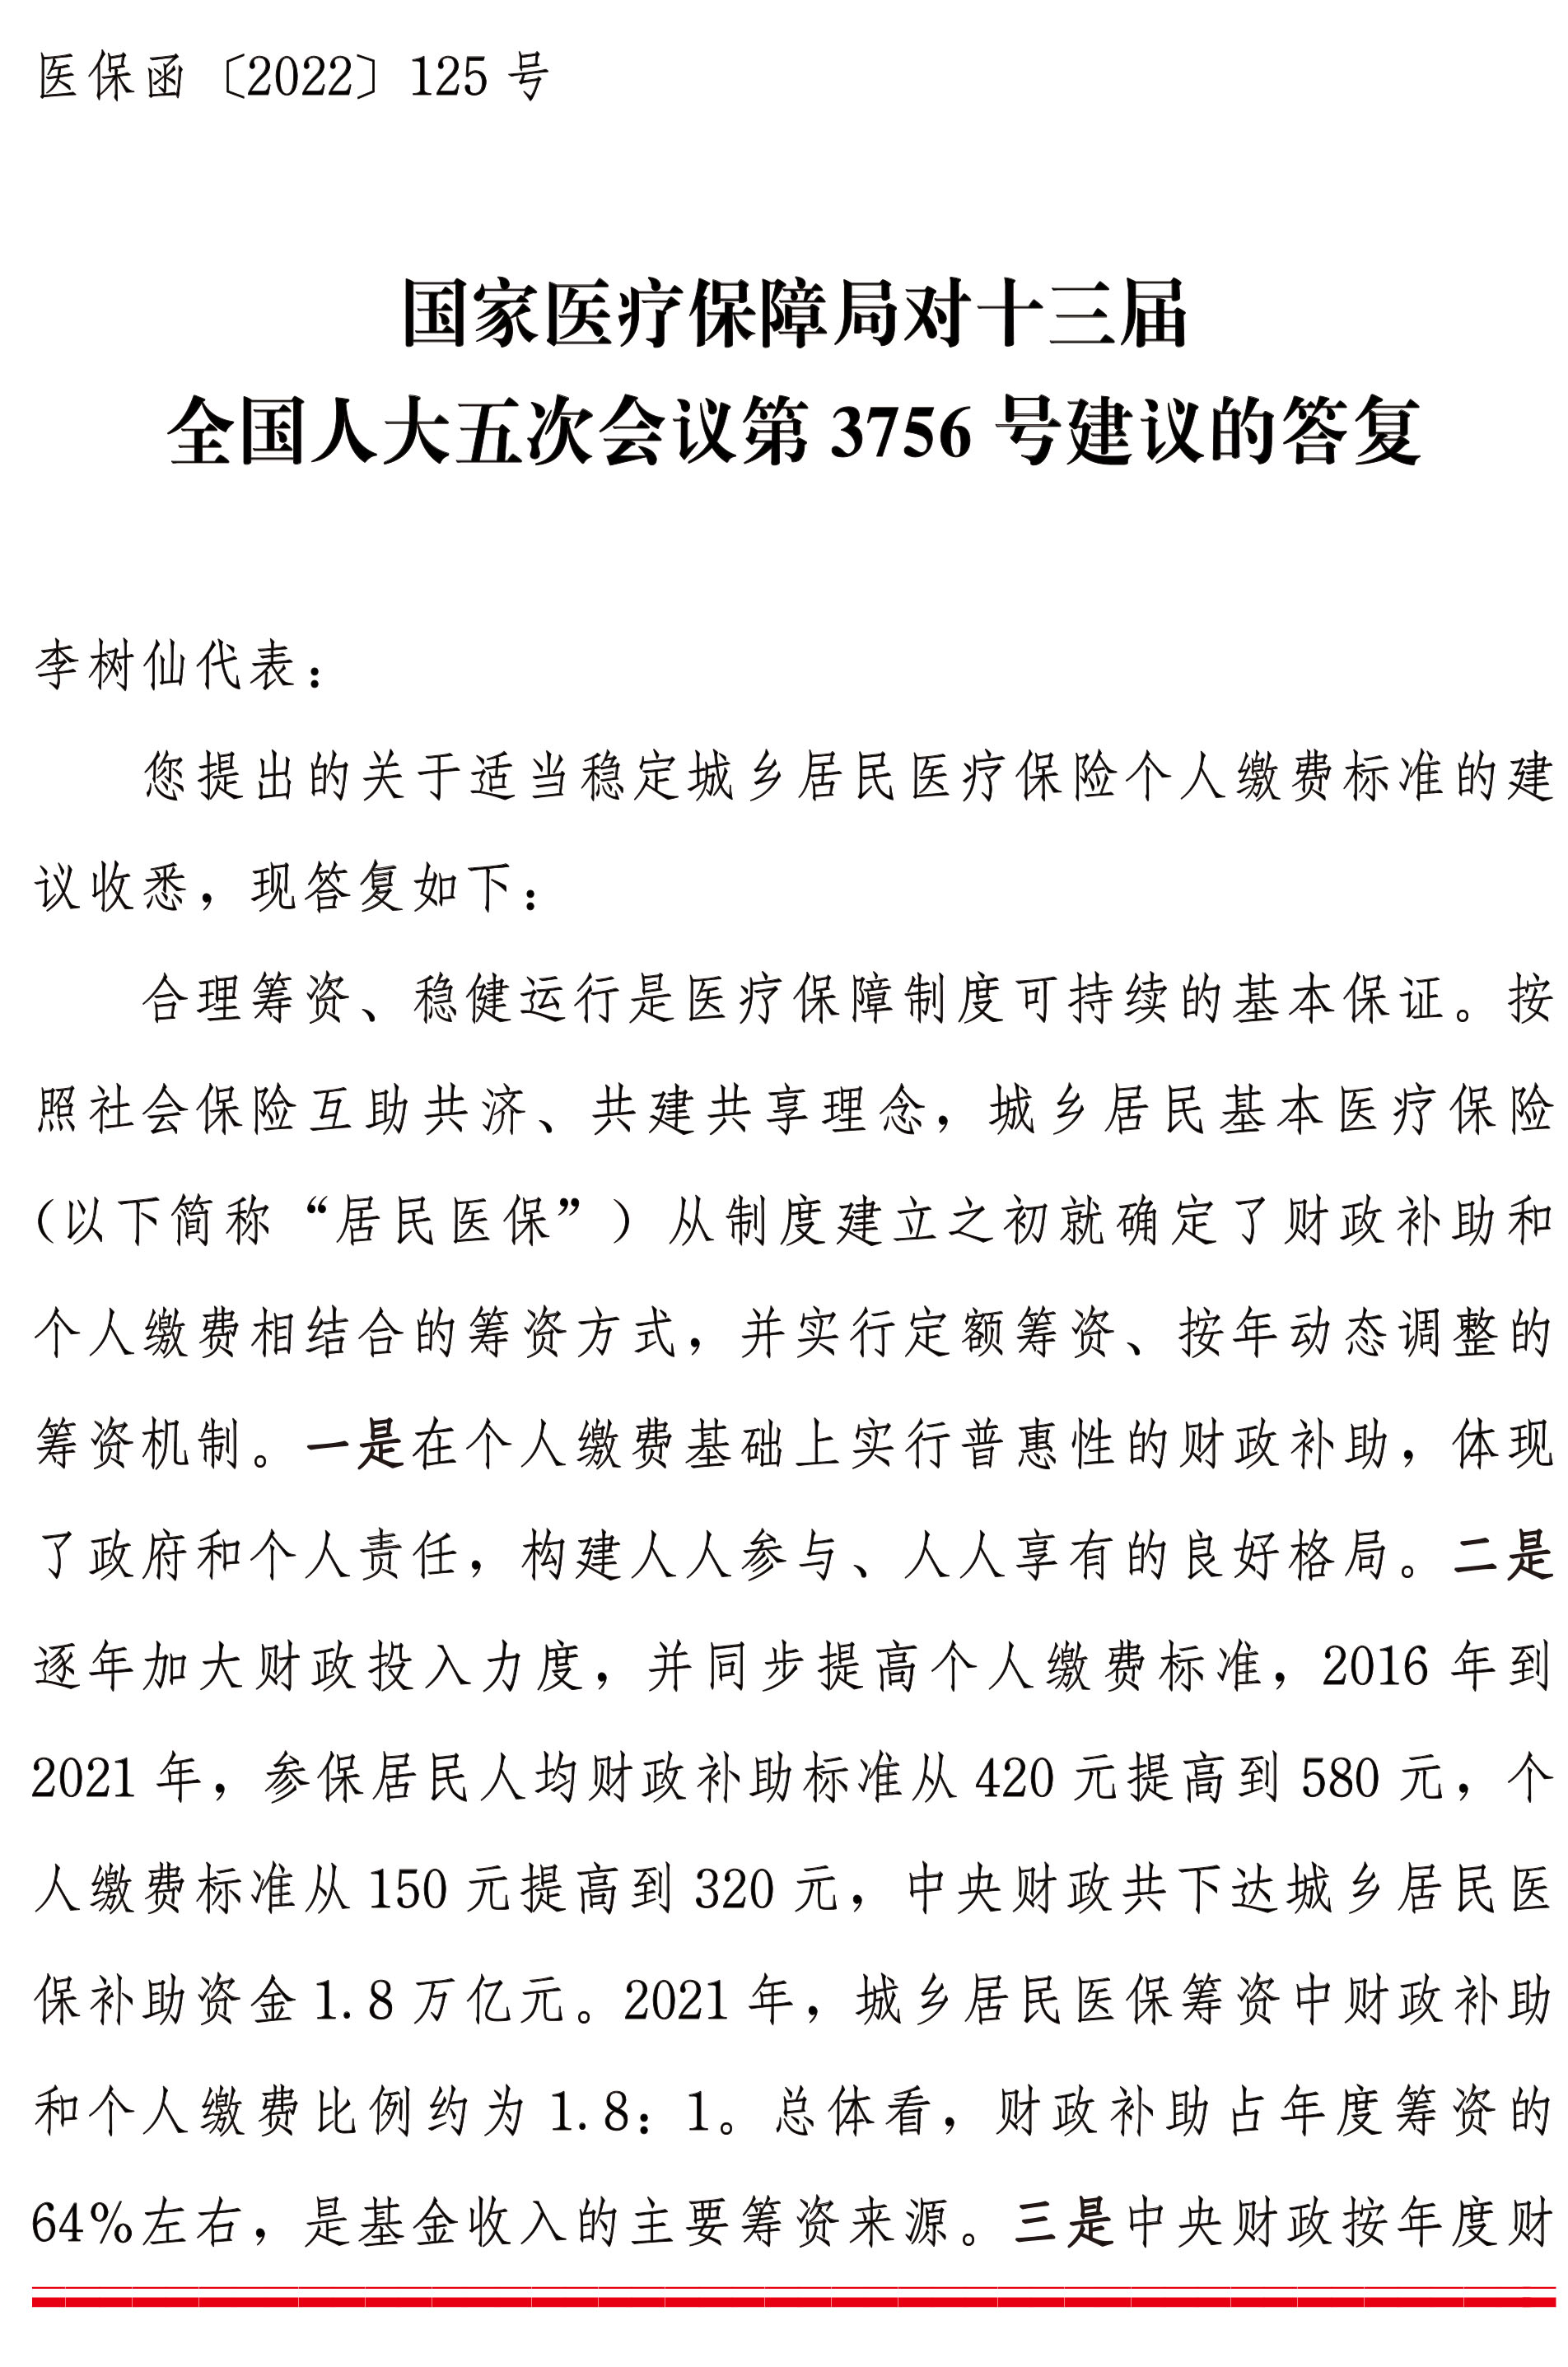 医保函〔2022〕125 号
国家医疗保障局对十三届
全国人大五次会议第 3756 号建议的答复
李树仙代表：
您提出的关于适当稳定城乡居民医疗保险个人缴费标准的建
议收悉，现答复如下：
合理筹资、稳健运行是医疗保障制度可持续的基本保证。按
照社会保险互助共济、共建共享理念，城乡居民基本医疗保险
（以下简称“居民医保”）从制度建立之初就确定了财政补助和
个人缴费相结合的筹资方式，并实行定额筹资、按年动态调整的
筹资机制。一是在个人缴费基础上实行普惠性的财政补助，体现
了政府和个人责任，构建人人参与、人人享有的良好格局。二是
逐年加大财政投入力度，并同步提高个人缴费标准，2016 年到
2021 年，参保居民人均财政补助标准从 420 元提高到 580 元，个
人缴费标准从 150 元提高到 320 元，中央财政共下达城乡居民医
保补助资金 1.8 万亿元。2021 年，城乡居民医保筹资中财政补助
和个人缴费比例约为 1.8：1。总体看，财政补助占年度筹资的
64%左右，是基金收入的主要筹资来源。三是中央财政按年度财